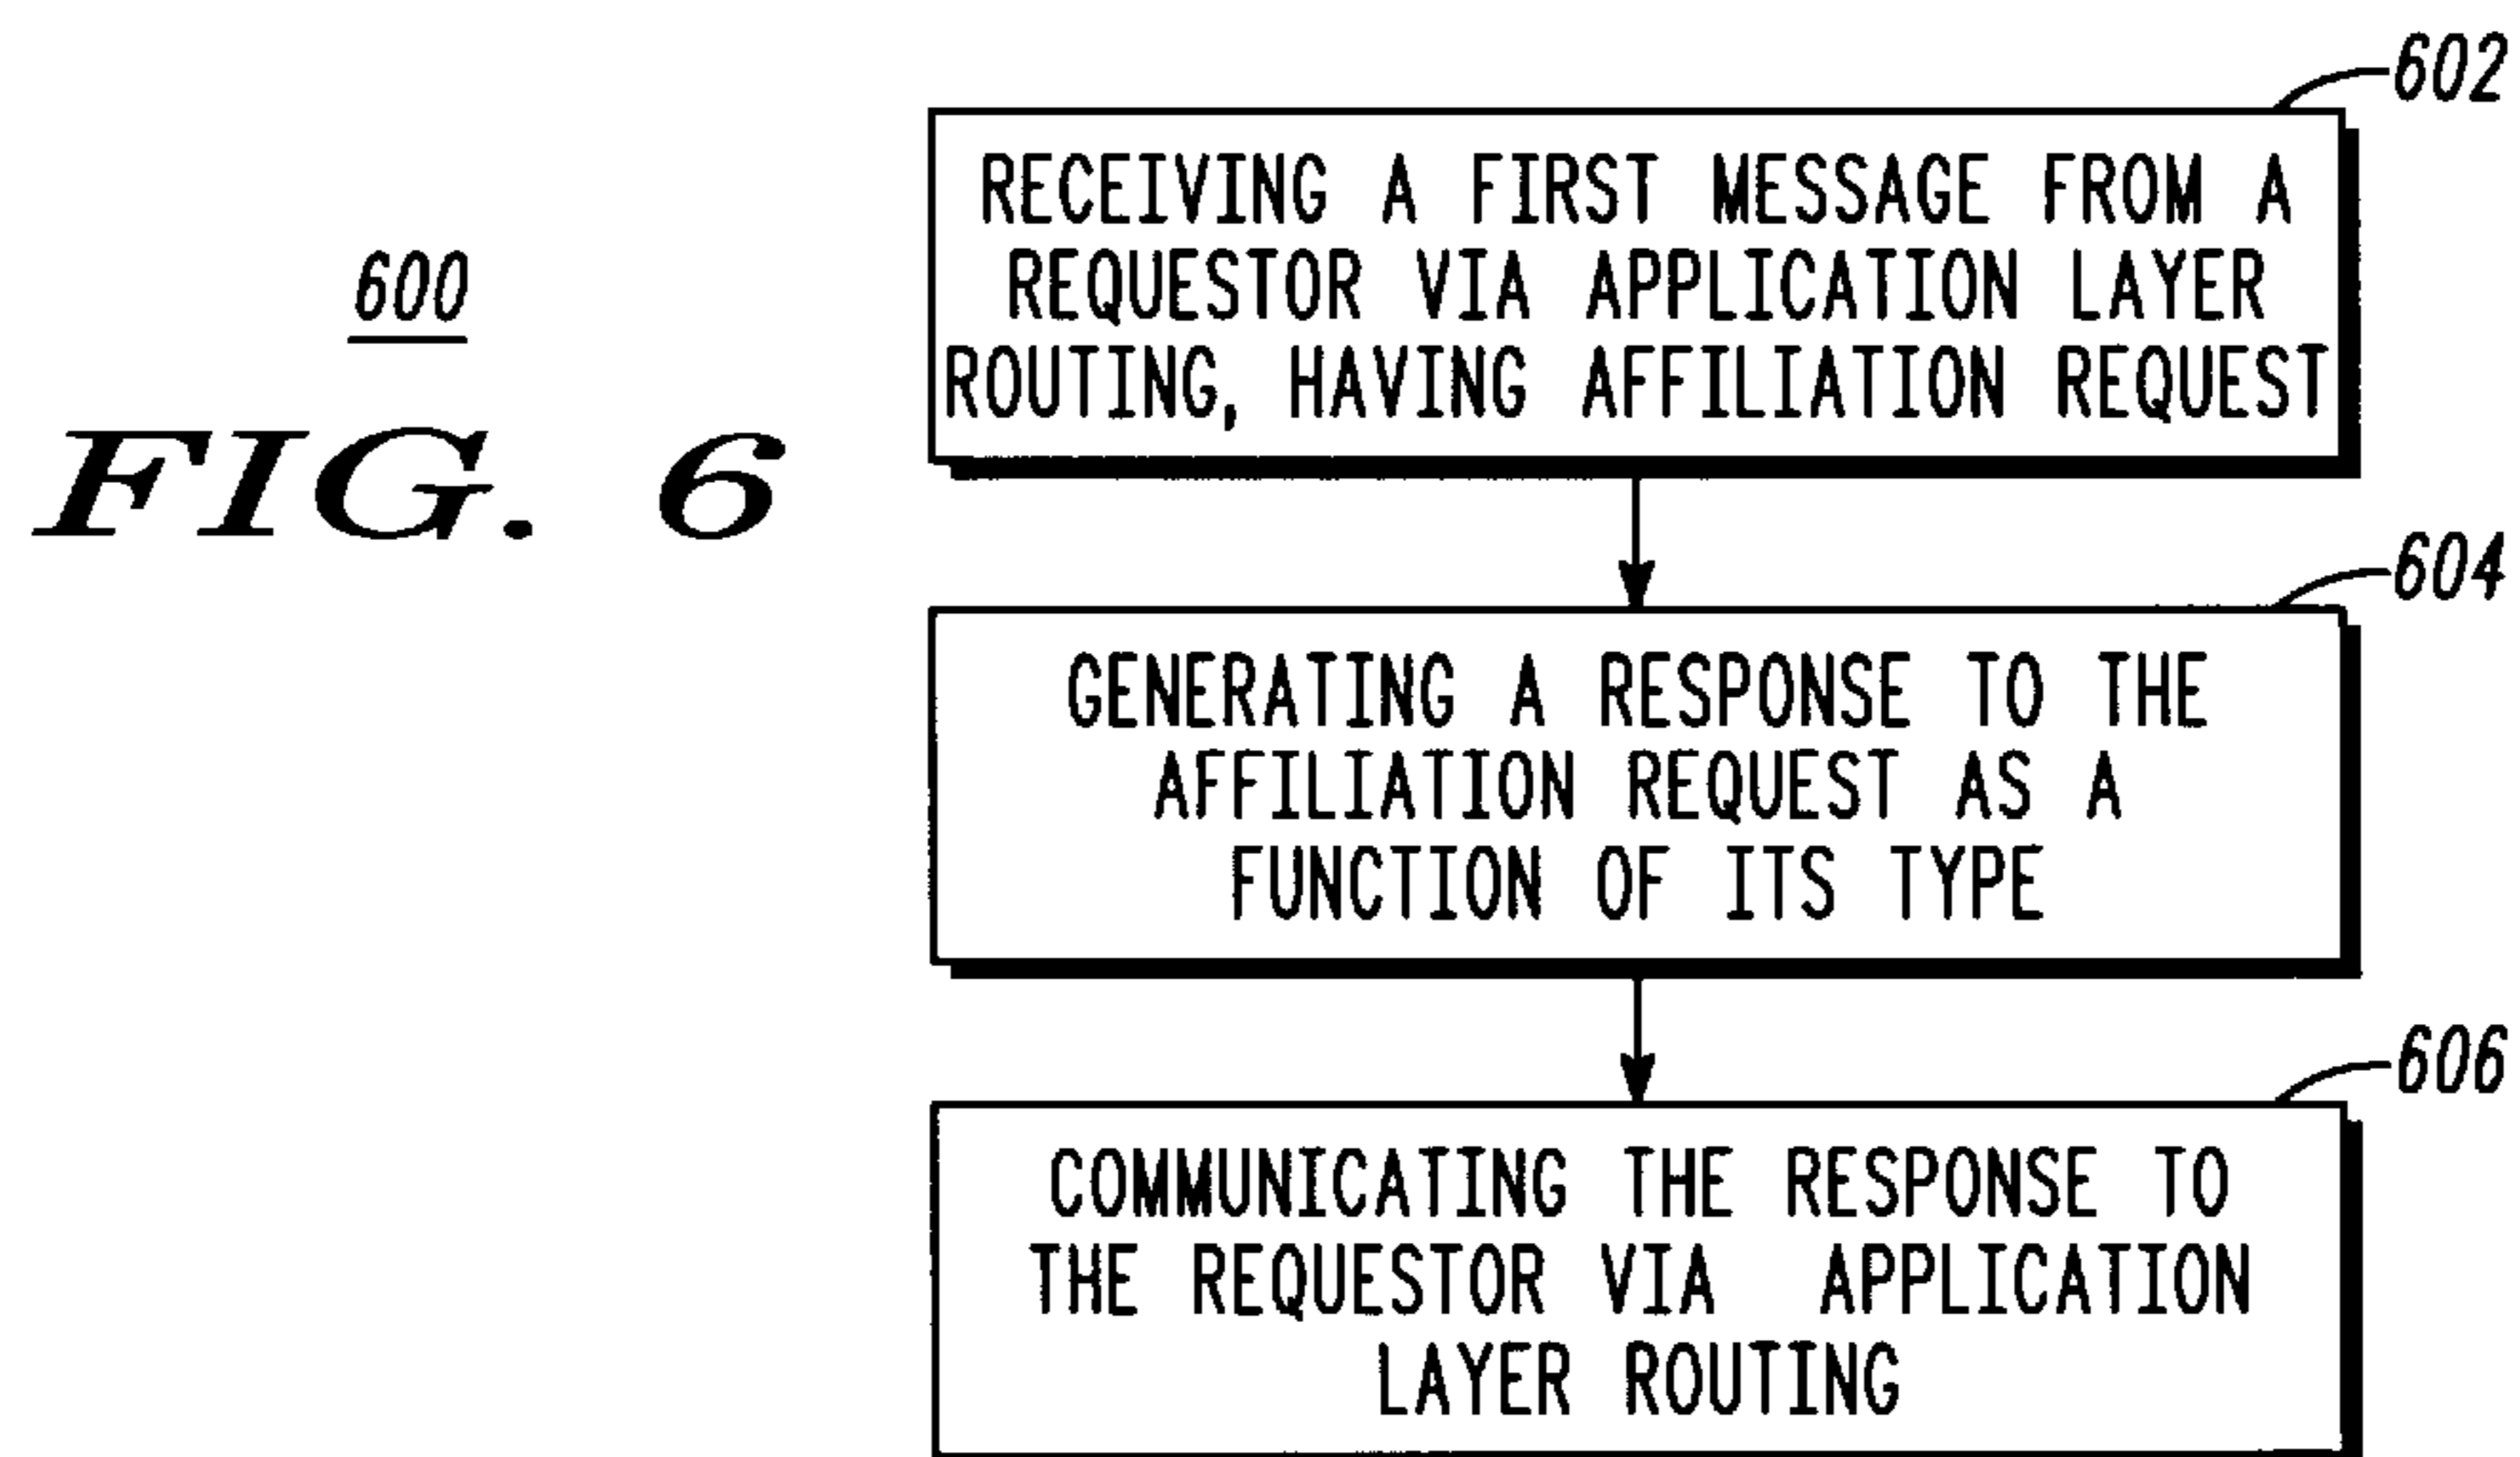 600
FIG. 6
602
RECEIVING A FIRST MESSAGE FROM A
REQUESTOR VIA APPLICATION LAYER
ROUTING, HAVING AFFILIATION REQUEST
604
GENERATING A RESPONSE TO THE
AFFILIATION REQUEST AS A
FUNCTION OF ITS TYPE
606
COMMUNICATING THE RESPONSE TO
THE REQUESTOR VIA APPLICATION
LAYER ROUTING